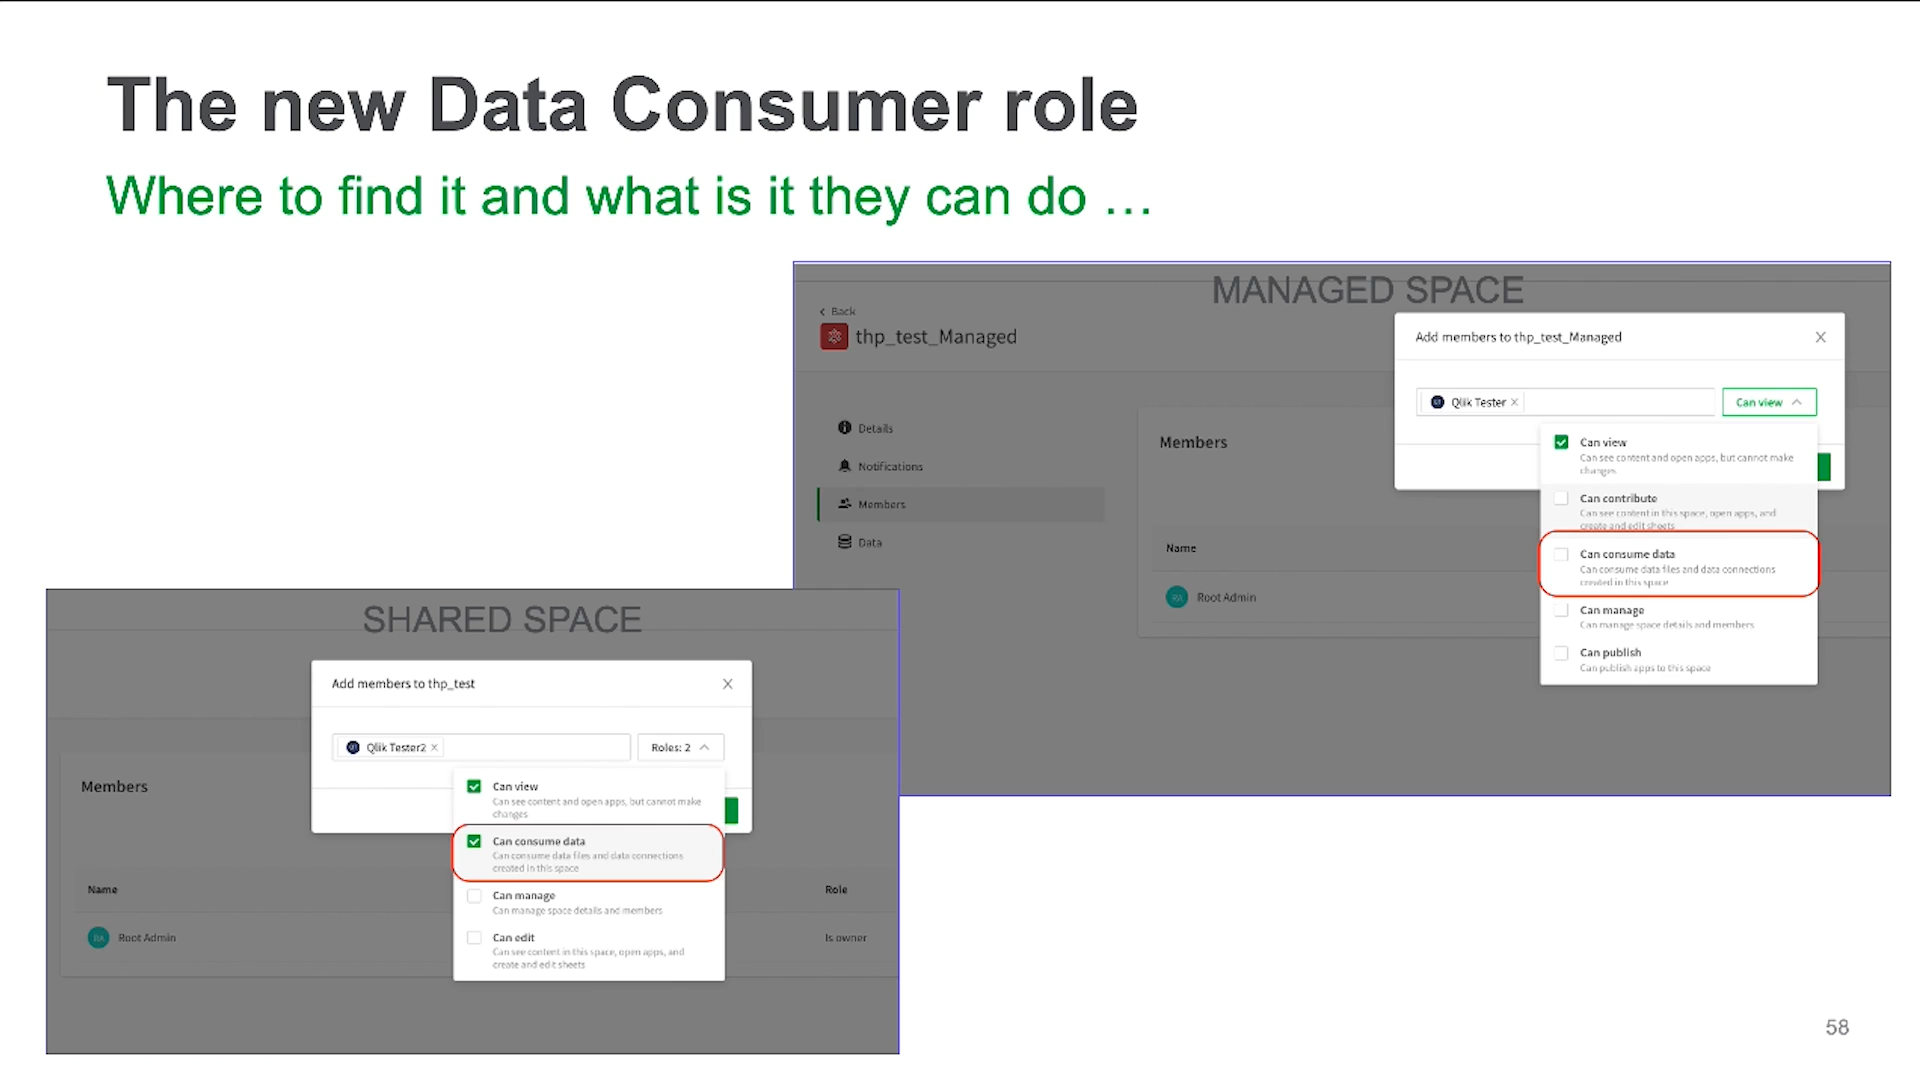 The new Data Consumer role
Where to find it and what is it they can do …
MANAGED SPACE
Back
thp_test_Managed
Details
Notifications
Members
Data
Members
Name
RA Root Admin
Add members to thp_test_Managed
Qlik Tester
Can view
Can view
Can see content and open apps, but cannot make
changes
Can contribute
Can see content in this space, open apps, and
create and edit sheets
Can consume data
Can consume data files and data connections
created in this space
Can manage
Can manage space details and members
Can publish
Can publish apps to this space
SHARED SPACE
Add members to thp_test
Qlik Tester2
Roles: 2
Can view
Can see content and open apps, but cannot make
changes
Can consume data
Can consume data files and data connections
created in this space
Can manage
Can manage space details and members
Can edit
Can see content in this space, open apps, and
create and edit sheets
Members
Name
Role
RA Root Admin
Is owner
58